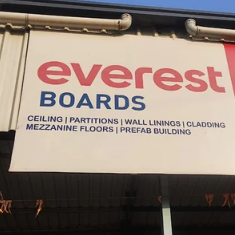 everest
BOARDS
CEILING | PARTITIONS | WALL LININGS | CLADDING
MEZZANINE FLOORS | PREFAB BUILDING